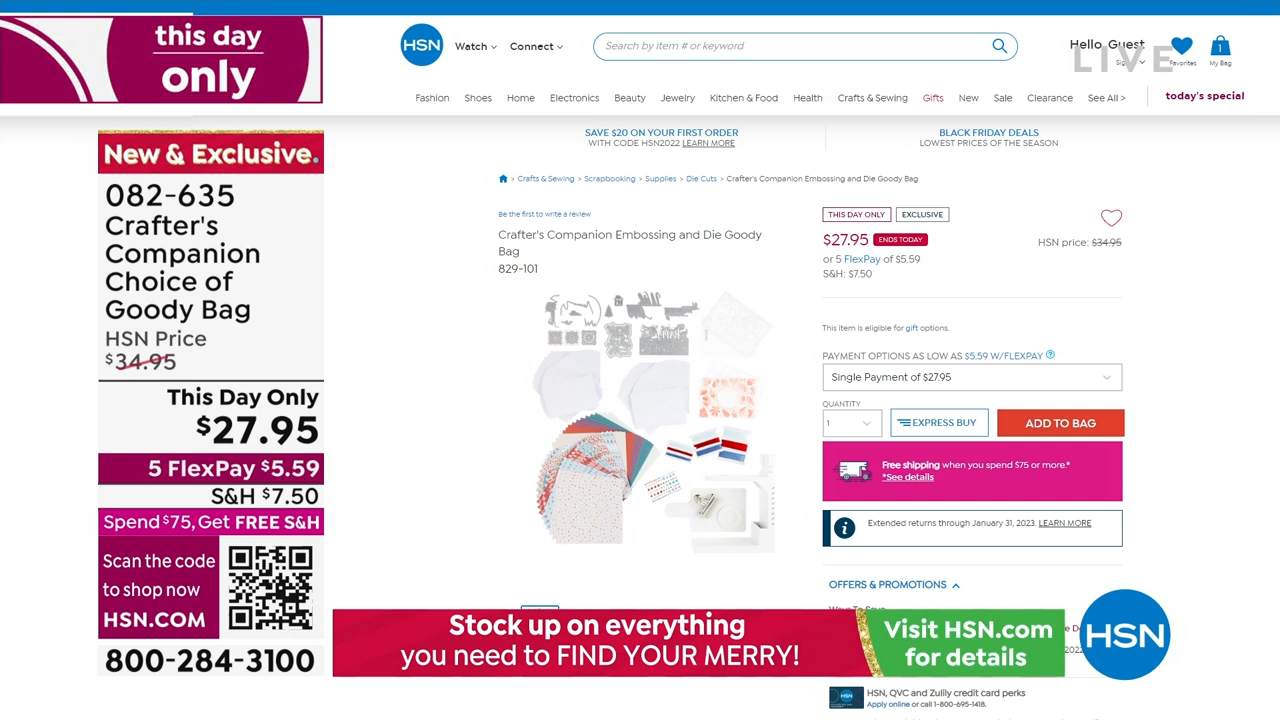 this day
only
New & Exclusive.
082-635
Crafter's
Companion
Choice of
Goody Bag
HSN Price
$34.95
This Day Only
$27.95
5 FlexPay $5.59
S&H $7.50
Spend $75, Get FREE S&H
Scan the code
to shop now
HSN.COM
800-284-3100
HSN
Watch
Connect
Search by item # or keyword
Hello, Guest
LIVE
Favorites
1
My Bag
Fashion Shoes Home Electronics Beauty Jewelry Kitchen & Food Health Crafts & Sewing Gifts New Sale Clearance See All >
today's special
SAVE $20 ON YOUR FIRST ORDER
WITH CODE HSN2022 LEARN MORE
BLACK FRIDAY DEALS
LOWEST PRICES OF THE SEASON
> Crafts & Sewing > Scrapbooking > Supplies > Die Cuts > Crafter's Companion Embossing and Die Goody Bag
Be the first to write a review
Crafter's Companion Embossing and Die Goody
Bag
829-101
THIS DAY ONLY
EXCLUSIVE
$27.95 ENDS TODAY
HSN price: $34.95
or 5 FlexPay of $5.59
S&H: $7.50
This item is eligible for gift options.
PAYMENT OPTIONS AS LOW AS $5.59 W/FLEXPAY ?
Single Payment of $27.95
QUANTITY
1
EXPRESS BUY
ADD TO BAG
Free shipping when you spend $75 or more.*
*See details
i
Extended returns through January 31, 2023. LEARN MORE
OFFERS & PROMOTIONS
Stock up on everything
you need to FIND YOUR MERRY!
Visit HSN.com
for details
HSN
HSN, QVC and Zulily credit card perks
Apply online or call 1-800-695-1418.